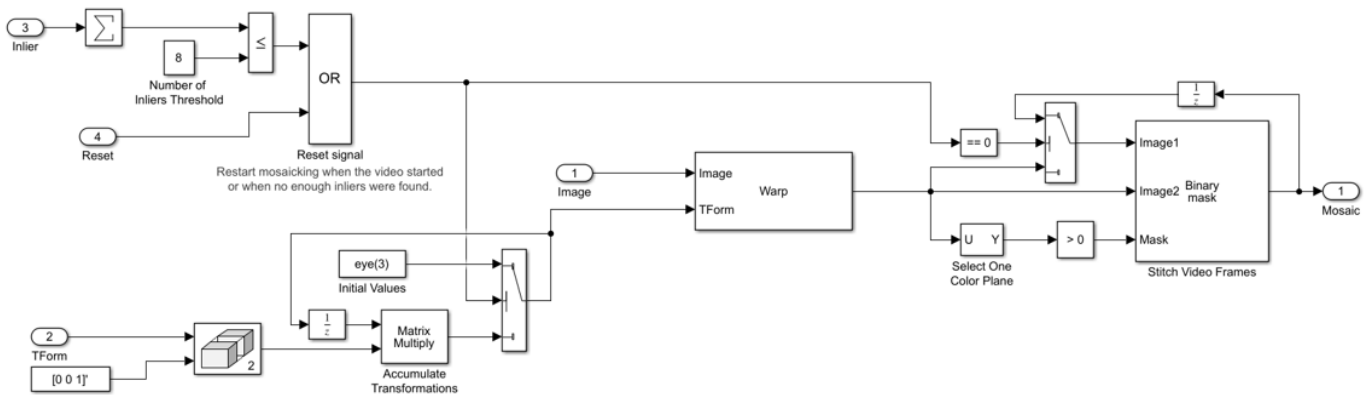 3
Inlier
∑
≤
8
Number of
Inliers Threshold
OR
4
Reset
Reset signal
Restart mosaicking when the video started
or when no enough inliers were found.
1
Image
Image
TForm
Warp
== 0
1
z
Image1
Image2
Mask
Binary
mask
Stitch Video Frames
1
Mosaic
U Y
Select One
Color Plane
> 0
eye(3)
Initial Values
1
z
Matrix
Multiply
Accumulate
Transformations
2
TForm
[0 0 1]'
2